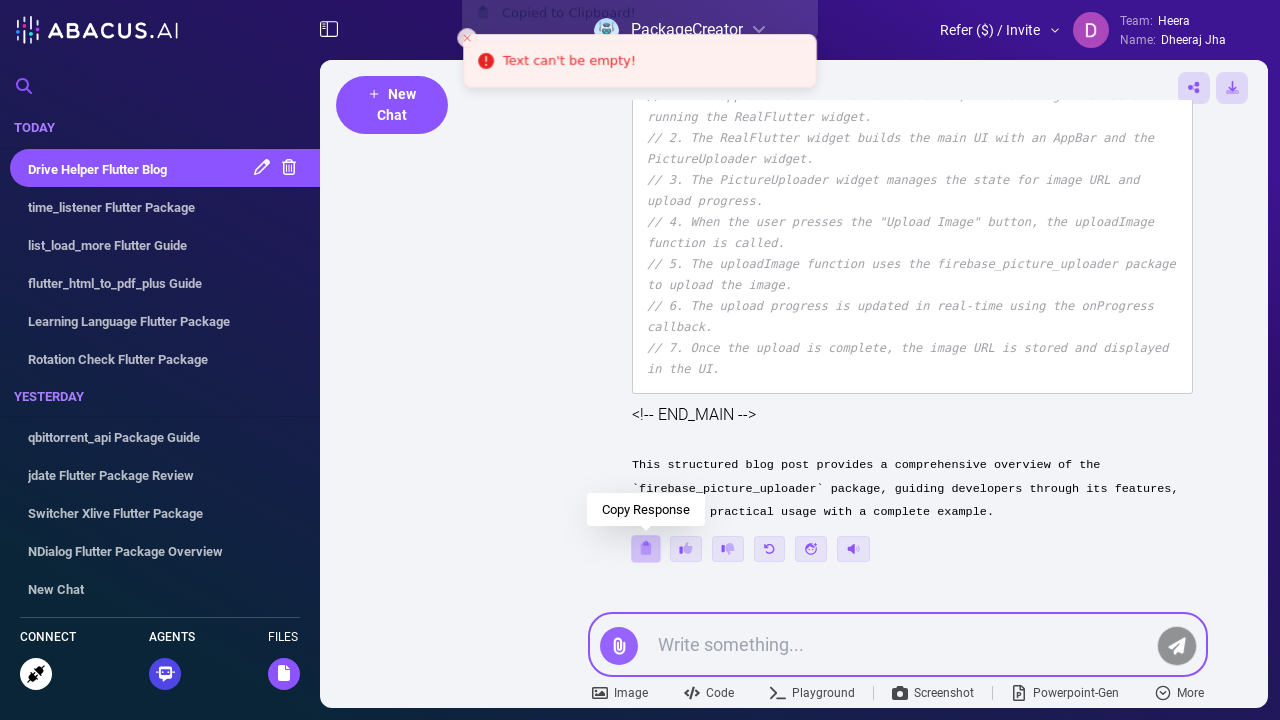 ABACUS.AI
Copied to Clipboard!
PackageCreator
Refer ($) / Invite
D
Team: Heera
Name: Dheeraj Jha
Text can't be empty!
+ New
Chat
TODAY
Drive Helper Flutter Blog
time_listener Flutter Package
list_load_more Flutter Guide
flutter_html_to_pdf_plus Guide
Learning Language Flutter Package
Rotation Check Flutter Package
YESTERDAY
qbittorrent_api Package Guide
jdate Flutter Package Review
Switcher Xlive Flutter Package
NDialog Flutter Package Overview
New Chat
CONNECT
AGENTS
FILES
running the RealFlutter widget.
// 2. The RealFlutter widget builds the main UI with an AppBar and the
PictureUploader widget.
// 3. The PictureUploader widget manages the state for image URL and
upload progress.
// 4. When the user presses the "Upload Image" button, the uploadImage
function is called.
// 5. The uploadImage function uses the firebase_picture_uploader package
to upload the image.
// 6. The upload progress is updated in real-time using the onProgress
callback.
// 7. Once the upload is complete, the image URL is stored and displayed
in the UI.
<!-- END_MAIN -->
This structured blog post provides a comprehensive overview of the
`firebase_picture_uploader` package, guiding developers through its features,
practical usage with a complete example.
Copy Response
Write something...
Image
Code
Playground
Screenshot
Powerpoint-Gen
More